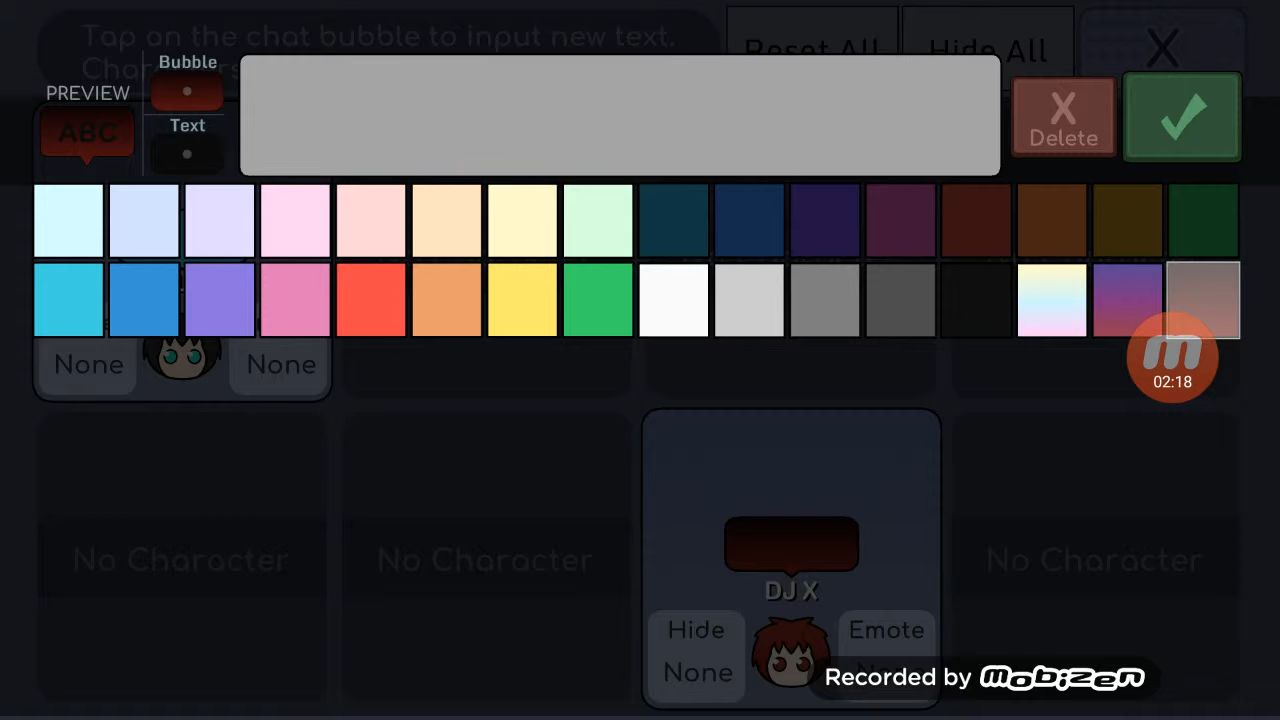 Tap on the chat bubble to input new text.
Reset All
Hide All
X
Bubble
PREVIEW
ABC
Text
X
Delete
None
None
02:18
No Character
No Character
No Character
DJ X
Hide
Emote
None
Recorded by mobizen